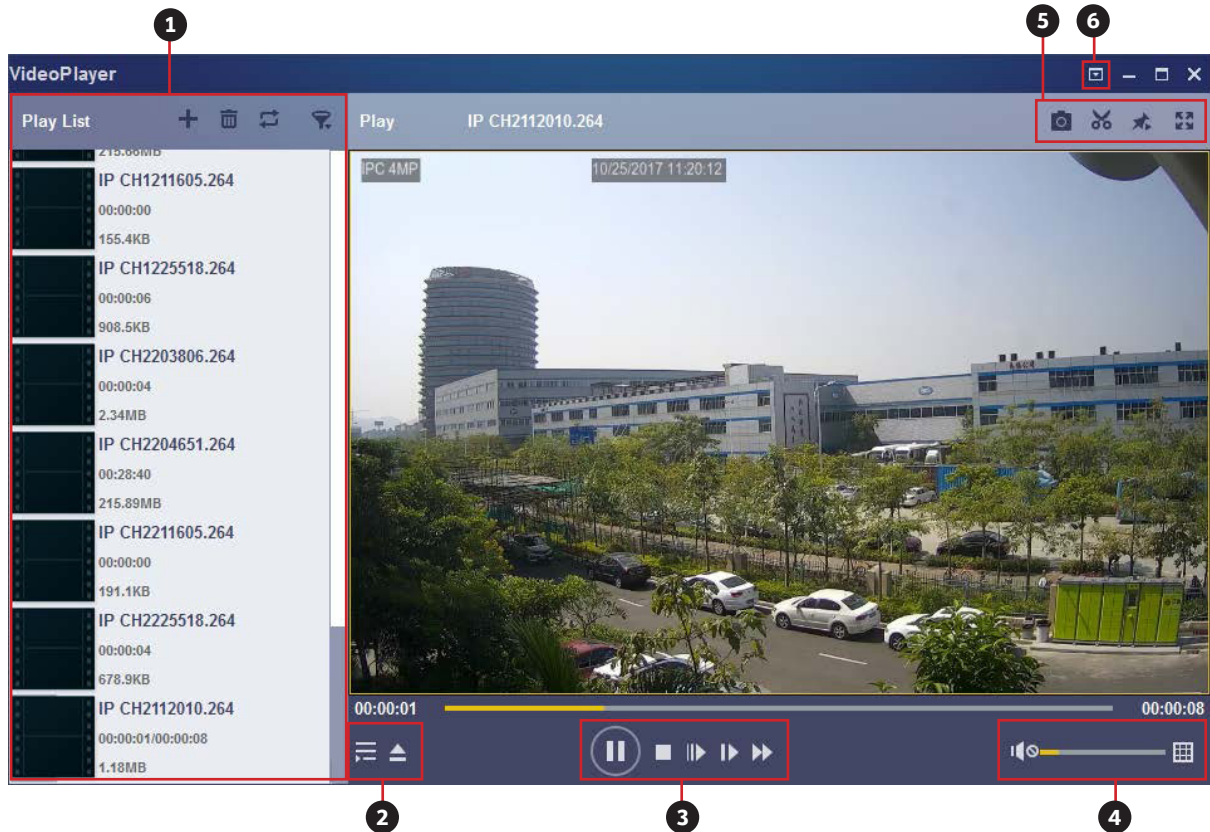 1
5
6
VideoPlayer
Play List
Play
IP CH2112010.264
215.66MB
IP CH1211605.264
00:00:00
155.4KB
IP CH1225518.264
00:00:06
908.5KB
IP CH2203806.264
00:00:04
2.34MB
IP CH2204651.264
00:28:40
215.89MB
IP CH2211605.264
00:00:00
191.1KB
IP CH2225518.264
00:00:04
678.9KB
IP CH2112010.264
00:00:01/00:00:08
1.18MB
IPC 4MP
10/25/2017 11:20:12
00:00:01
00:00:08
2
3
4